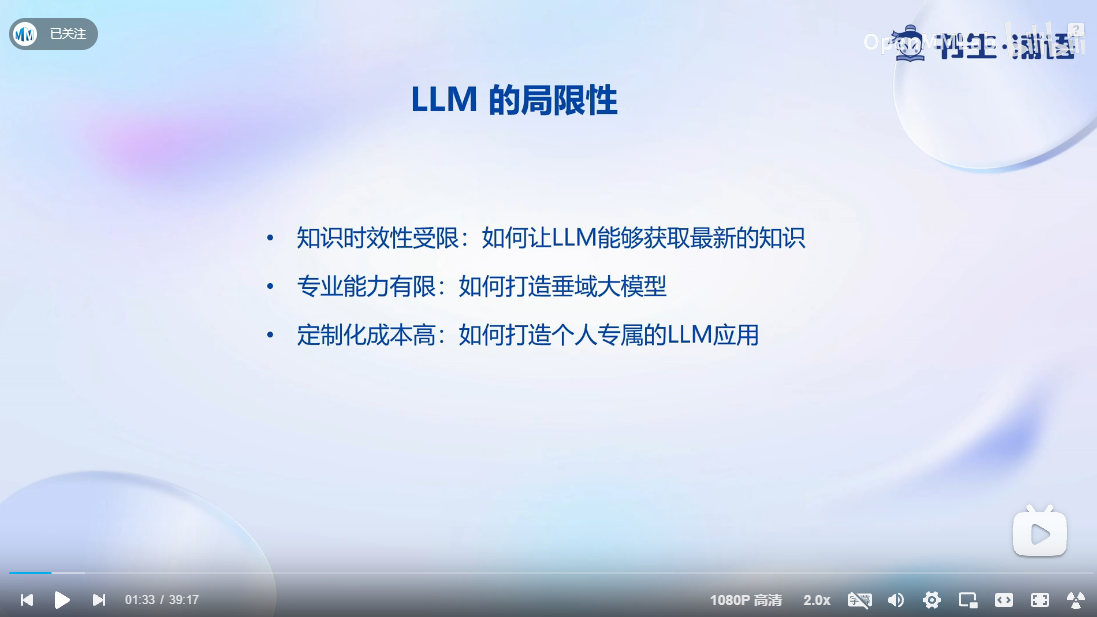 已关注
书生·浦语
LLM 的局限性
• 知识时效性受限：如何让LLM能够获取最新的知识
• 专业能力有限：如何打造垂域大模型
• 定制化成本高：如何打造个人专属的LLM应用
01:33 / 39:17
1080P 高清
2.0x